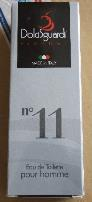 DolciSguardi
MADE IN ITALY
n° 11
Eau de Toilette
pour homme